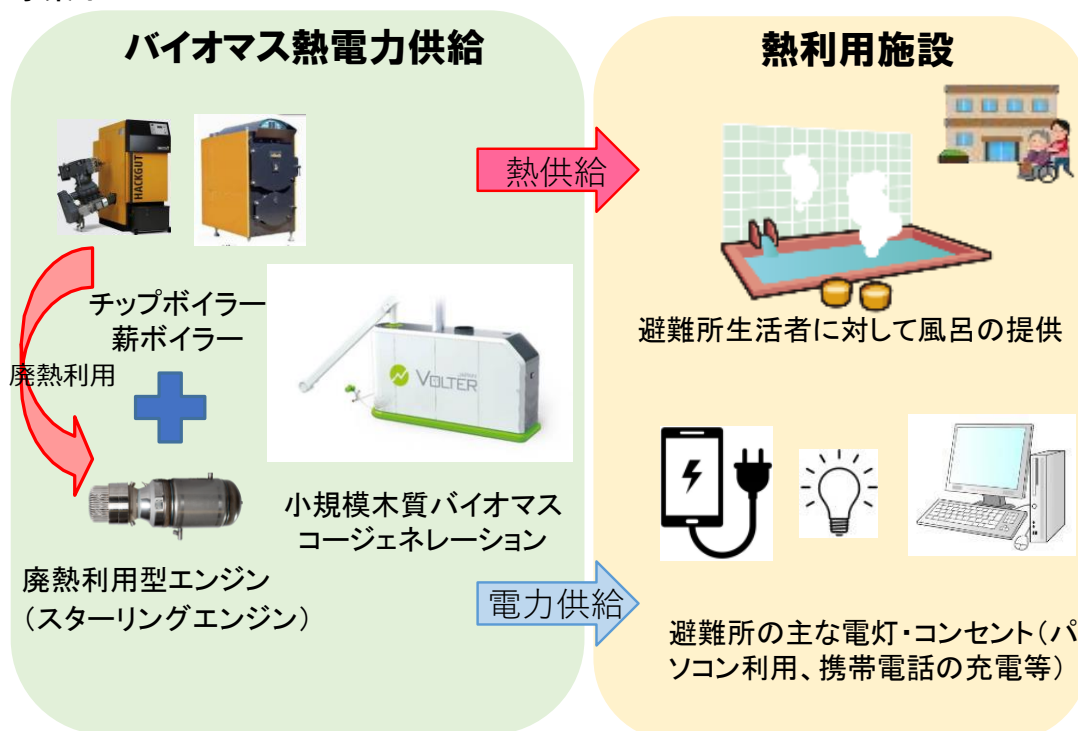 バイオマス熱電力供給
熱利用施設
HACKGUT
熱供給
チップボイラー
薪ボイラー
廃熱利用
VOLTER
避難所生活者に対して風呂の提供
小規模木質バイオマス
コージェネレーション
廃熱利用型エンジン
（スターリングエンジン）
電力供給
避難所の主な電灯・コンセント（パ
ソコン利用、携帯電話の充電等）